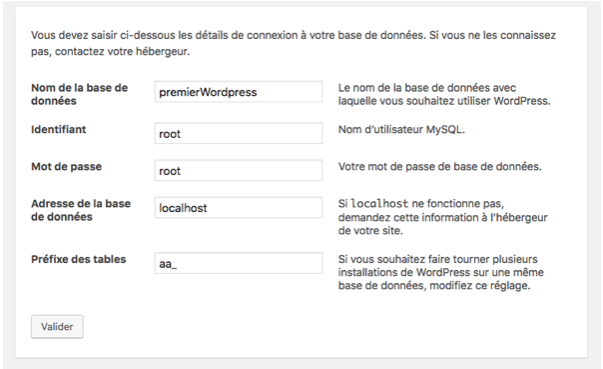 Vous devez saisir ci-dessous les détails de connexion à votre base de données. Si vous ne les connaissez
pas, contactez votre hébergeur.
Nom de la base de
données
premierWordpress
Le nom de la base de données avec
laquelle vous souhaitez utiliser WordPress.
Identifiant
root
Nom d'utilisateur MySQL.
Mot de passe
root
Votre mot de passe de base de données.
Adresse de la base
de données
localhost
Si localhost ne fonctionne pas,
demandez cette information à l'hébergeur
de votre site.
Préfixe des tables
aa_
Si vous souhaitez faire tourner plusieurs
installations de WordPress sur une même
base de données, modifiez ce réglage.
Valider